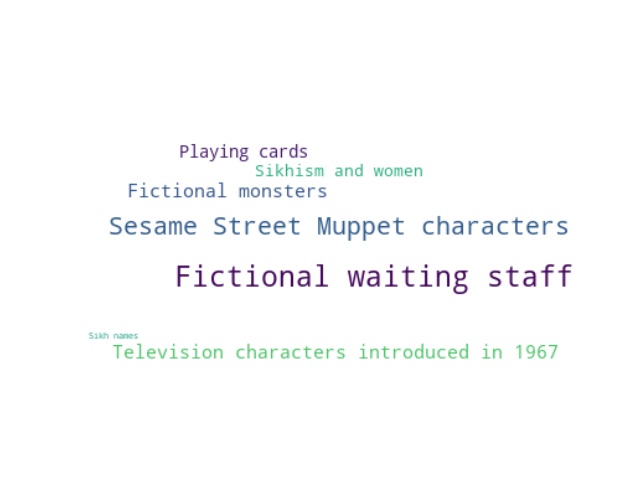 Playing cards
Sikhism and women
Fictional monsters
Sesame Street Muppet characters
Fictional waiting staff
Sikh names
Television characters introduced in 1967